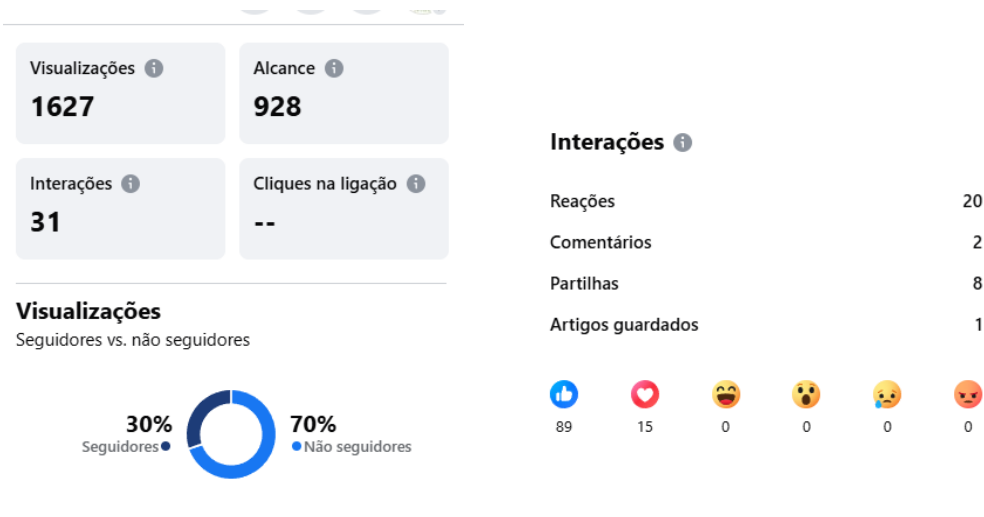 Visualizações
1627
Alcance
928
Interações
31
Cliques na ligação
--
Visualizações
Seguidores vs. não seguidores
30%
Seguidores
70%
Não seguidores
Interações
Reações 20
Comentários 2
Partilhas 8
Artigos guardados 1
89 15 0 0 0 0